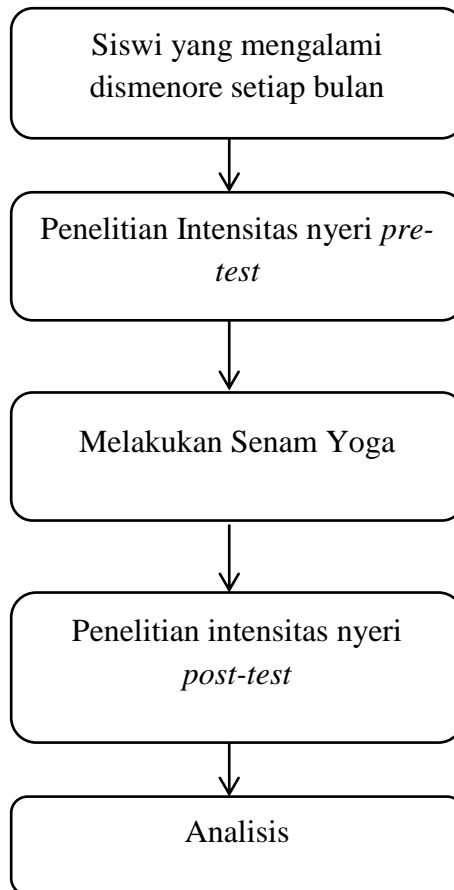 Siswi yang mengalami
dismenore setiap bulan
Penelitian Intensitas nyeri pre-
test
Melakukan Senam Yoga
Penelitian intensitas nyeri
post-test
Analisis